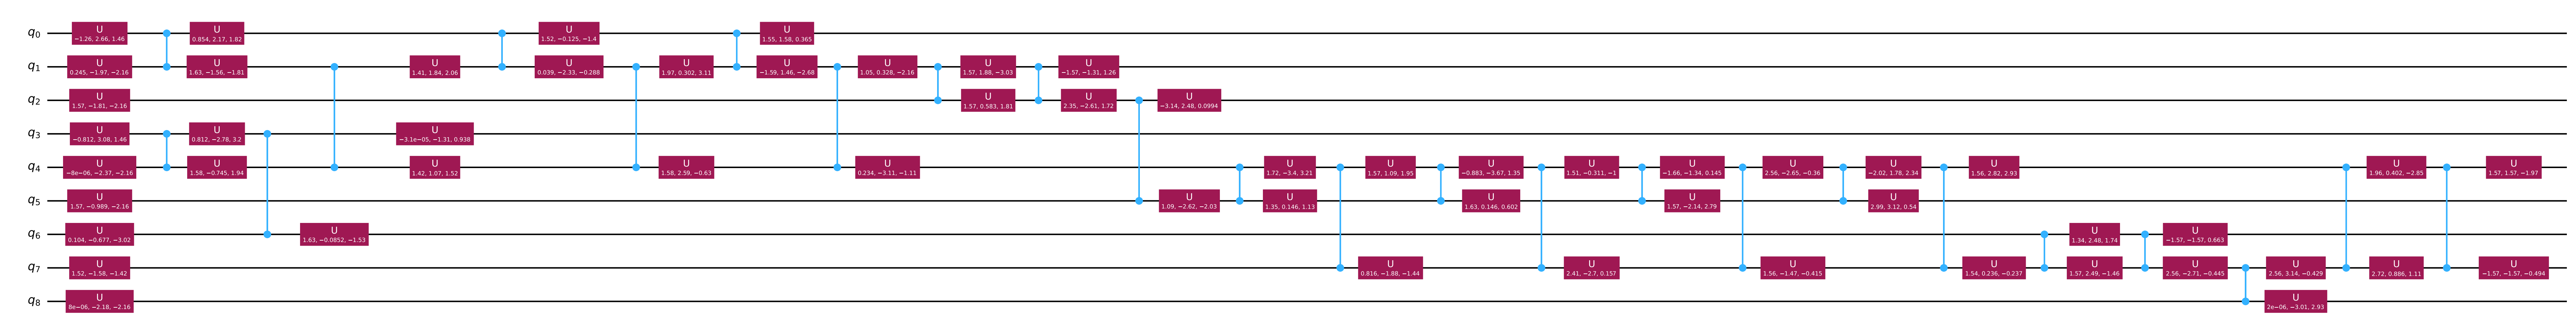 q0 U −1.26, 2.66, 1.46 U 0.854, 2.17, 1.82 U 1.52, −0.125, −1.4 U 1.55, 1.58, 0.365
q1 U 0.245, −1.97, −2.16 U 1.63, −1.56, −1.81 U 1.41, 1.84, 2.06 U 0.039, −2.33, −0.288 U 1.97, 0.302, 3.11 U −1.59, 1.46, −2.68 U 1.05, 0.328, −2.16 U 1.57, 1.88, −3.03 U −1.57, −1.31, 1.26
q2 U 1.57, −1.81, −2.16 U 1.57, 0.583, 1.81 U 2.35, −2.61, 1.72 U −3.14, 2.48, 0.0994
q3 U −0.812, 3.08, 1.46 U 0.812, −2.78, 3.2 U −3.1e−05, −1.31, 0.938
q4 U −8e−06, −2.37, −2.16 U 1.58, −0.745, 1.94 U 1.42, 1.07, 1.52 U 1.58, 2.59, −0.63 U 0.234, −3.11, −1.11 U 1.72, −3.4, 3.21 U 1.57, 1.09, 1.95 U −0.883, −3.67, 1.35 U 1.51, −0.311, −1 U −1.66, −1.34, 0.145 U 2.56, −2.65, −0.36 U −2.02, 1.78, 2.34 U 1.56, 2.82, 2.93 U 1.96, 0.402, −2.85 U 1.57, 1.57, −1.97
q5 U 1.57, −0.989, −2.16 U 1.09, −2.62, −2.03 U 1.35, 0.146, 1.13 U 1.63, 0.146, 0.602 U 1.57, −2.14, 2.79 U 2.99, 3.12, 0.54
q6 U 0.104, −0.677, −3.02 U 1.63, −0.0852, −1.53 U 1.34, 2.48, 1.74 U −1.57, −1.57, 0.663
q7 U 1.52, −1.58, −1.42 U 0.816, −1.88, −1.44 U 2.41, −2.7, 0.157 U 1.56, −1.47, −0.415 U 1.54, 0.236, −0.237 U 1.57, 2.49, −1.46 U 2.56, −2.71, −0.445 U 2.56, 3.14, −0.429 U 2.72, 0.886, 1.11 U −1.57, −1.57, −0.494
q8 U 8e−06, −2.18, −2.16 U 2e−06, −3.01, 2.93